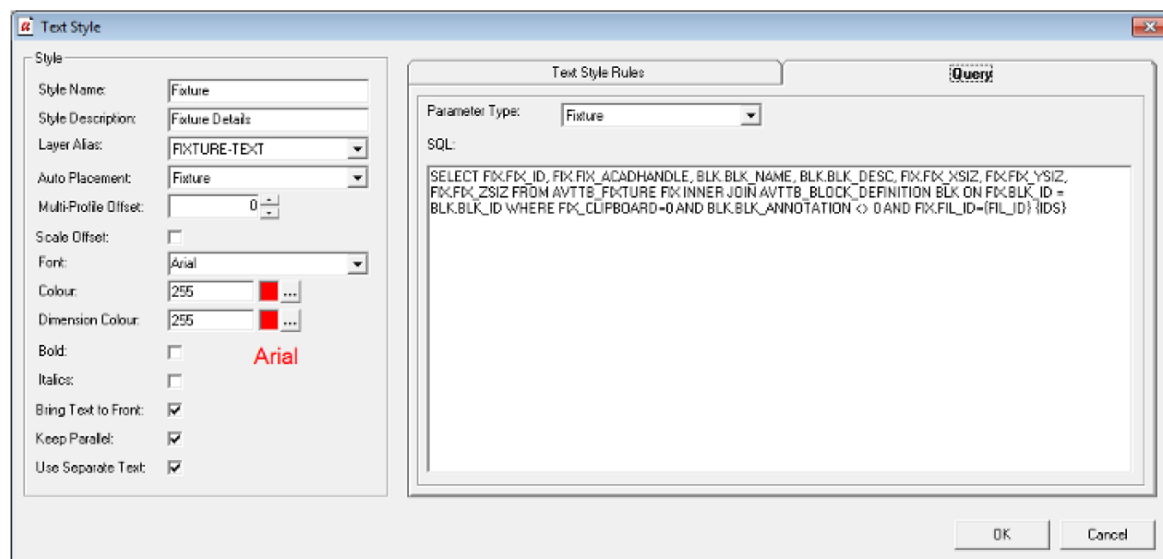 Text Style
Style
Style Name: Fixture
Style Description: Fixture Details
Layer Alias: FIXTURE-TEXT
Auto Placement: Fixture
Multi-Profile Offset: 0
Scale Offset:
Font: Arial
Colour: 255 ...
Dimension Colour: 255 ...
Bold:
Arial
Italics:
Bring Text to Front:
Keep Parallel:
Use Separate Text:
Text Style Rules
Query
Parameter Type: Fixture
SQL:
SELECT FIX.FIX_ID, FIX.FIX_ACADHANDLE, BLK.BLK_NAME, BLK.BLK_DESC, FIX.FIX_XSIZ, FIX.FIX_YSIZ,
FIX.FIX_ZSIZ FROM AVTTB_FIXTURE FIX INNER JOIN AVTTB_BLOCK_DEFINITION BLK ON FIX.BLK_ID =
BLK.BLK_ID WHERE FIX_CLIPBOARD=0 AND BLK.BLK_ANNOTATION <> 0 AND FIX.FIL_ID={FIL_ID} {IDS}
OK
Cancel